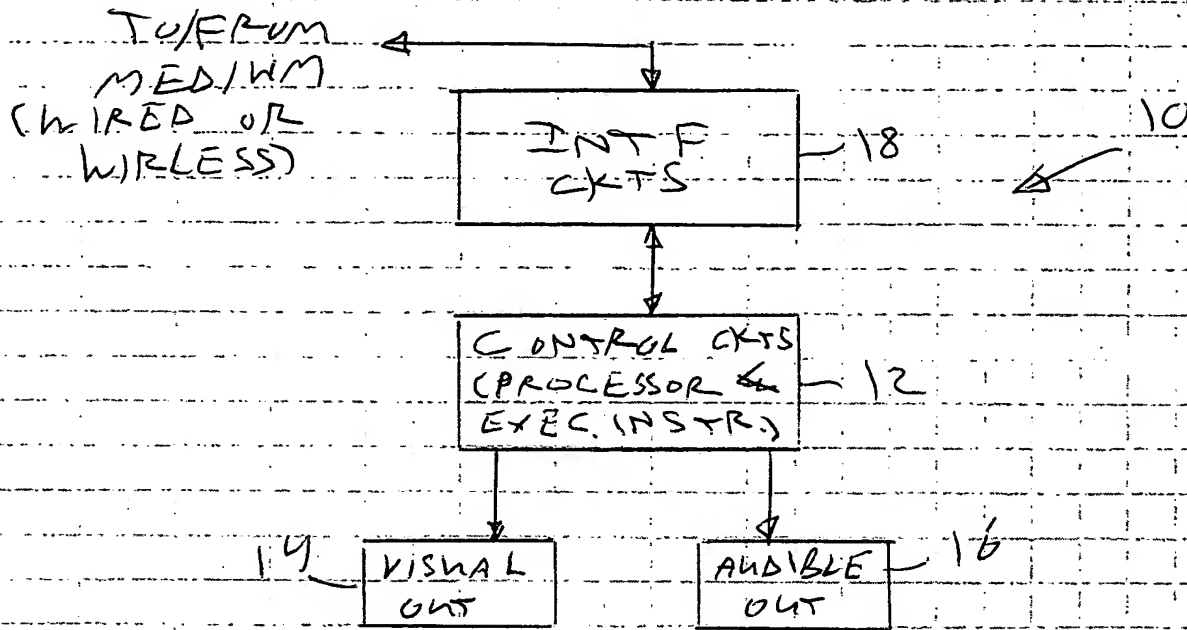 TO/FROM
MEDIUM
(WIRED OR
WIRLESS)
INTF
CKTS
18
10
CONTROL CKTS
(PROCESSOR &
EXEC. INSTR.)
12
14
VISUAL
OUT
AUDIBLE
OUT
16